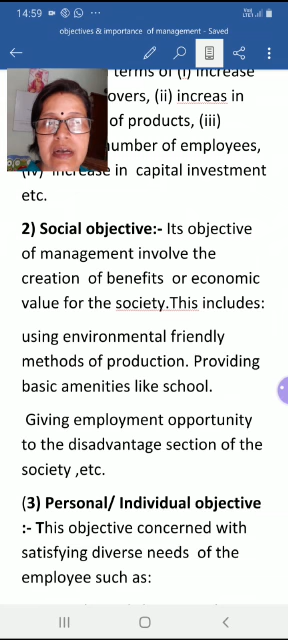 14:59
objectives & importance of management - Saved
terms of (i) increase
overs, (ii) increas in
of products, (iii)
number of employees,
(iv) increase in capital investment
etc.
2) Social objective:- Its objective
of management involve the
creation of benefits or economic
value for the society.This includes:
using environmental friendly
methods of production. Providing
basic amenities like school.
Giving employment opportunity
to the disadvantage section of the
society ,etc.
(3) Personal/ Individual objective
:- This objective concerned with
satisfying diverse needs of the
employee such as: